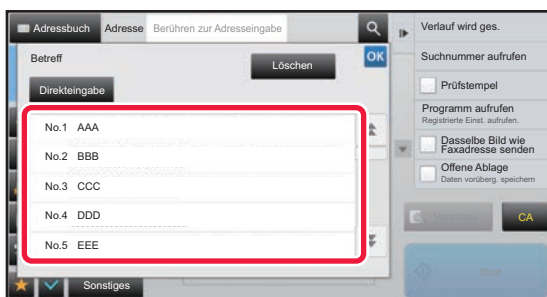 Adressbuch Adresse Berühren zur Adresseingabe
Betreff
Löschen
OK
Direkteingabe
No.1 AAA
No.2 BBB
No.3 CCC
No.4 DDD
No.5 EEE
Sonstiges
Verlauf wird ges.
Suchnummer aufrufen
Prüfstempel
Programm aufrufen
Registrierte Einst. aufrufen.
Dasselbe Bild wie
Faxadresse senden
Offene Ablage
Daten vorüberg. speichern
CA
Start